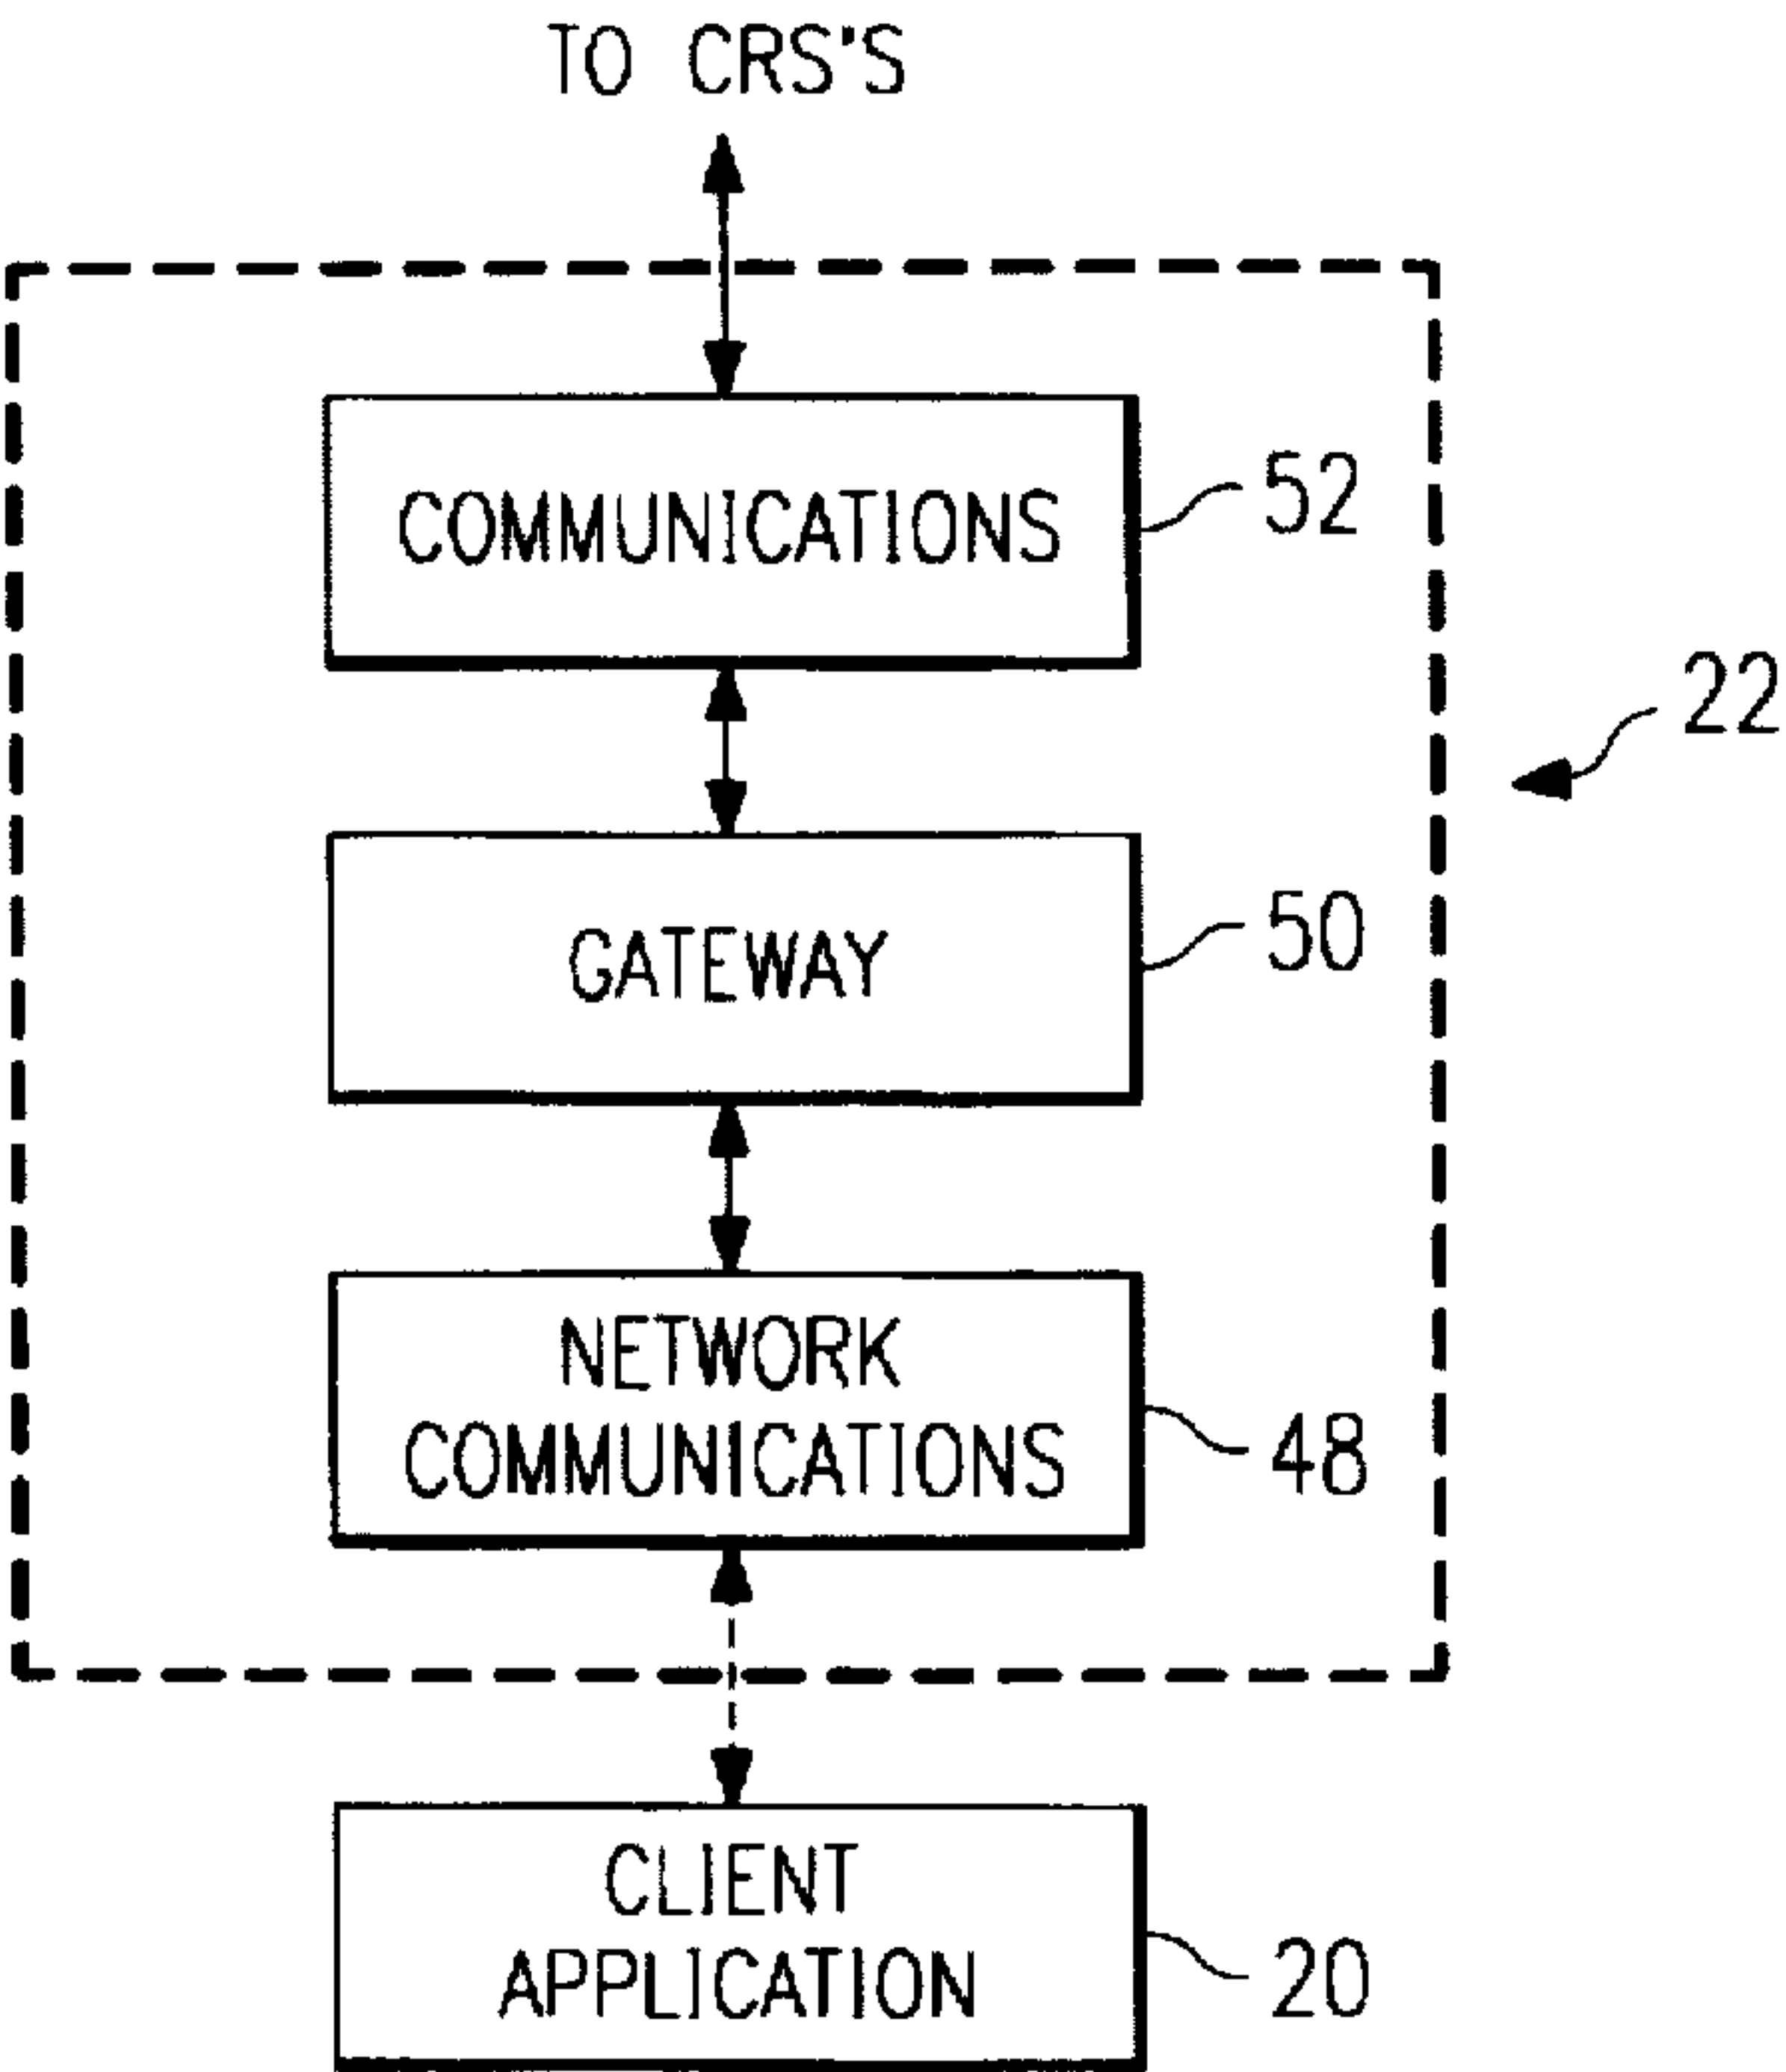 TO CRS"S
COMMUNICATIONS
52
22
GATEWAY
50
NETWORK
COMMUNICATIONS
48
CLIENT
APPLICATION
20